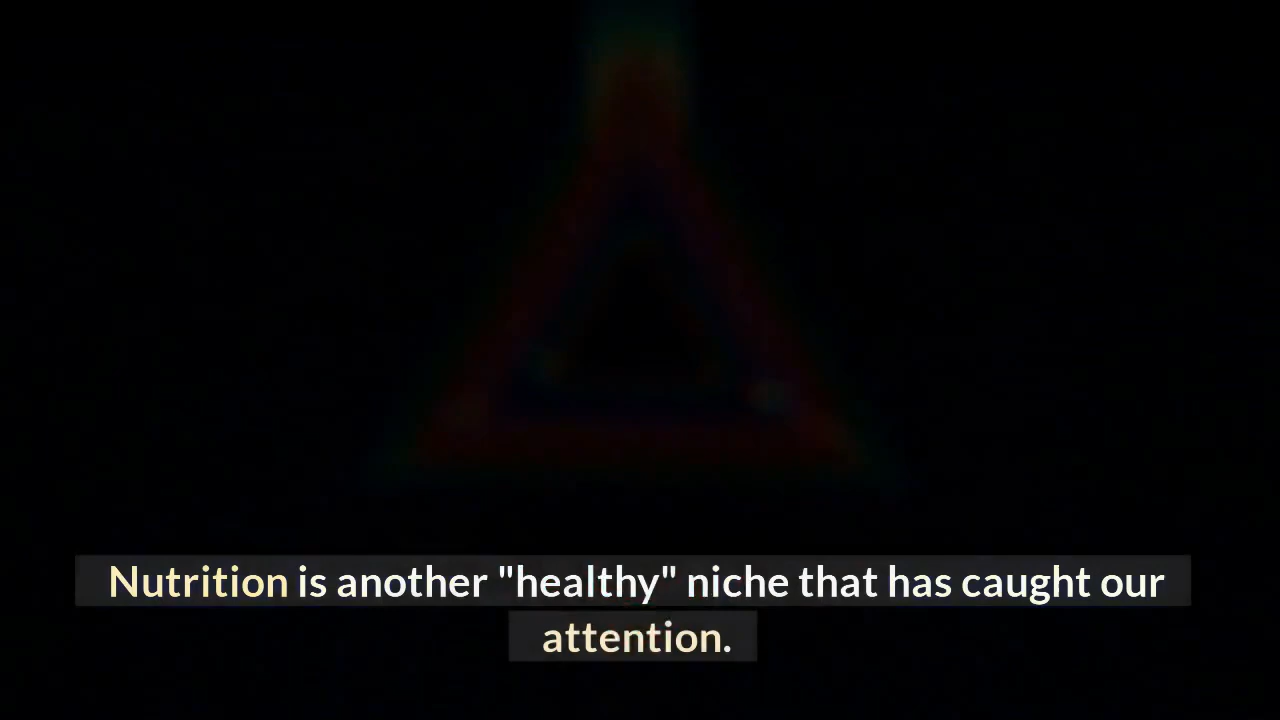 Nutrition is another "healthy" niche that has caught our
attention.